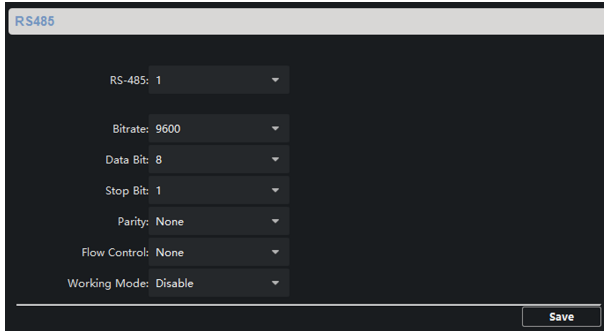 RS485
RS-485: 1
Bitrate: 9600
Data Bit: 8
Stop Bit: 1
Parity: None
Flow Control: None
Working Mode: Disable
Save